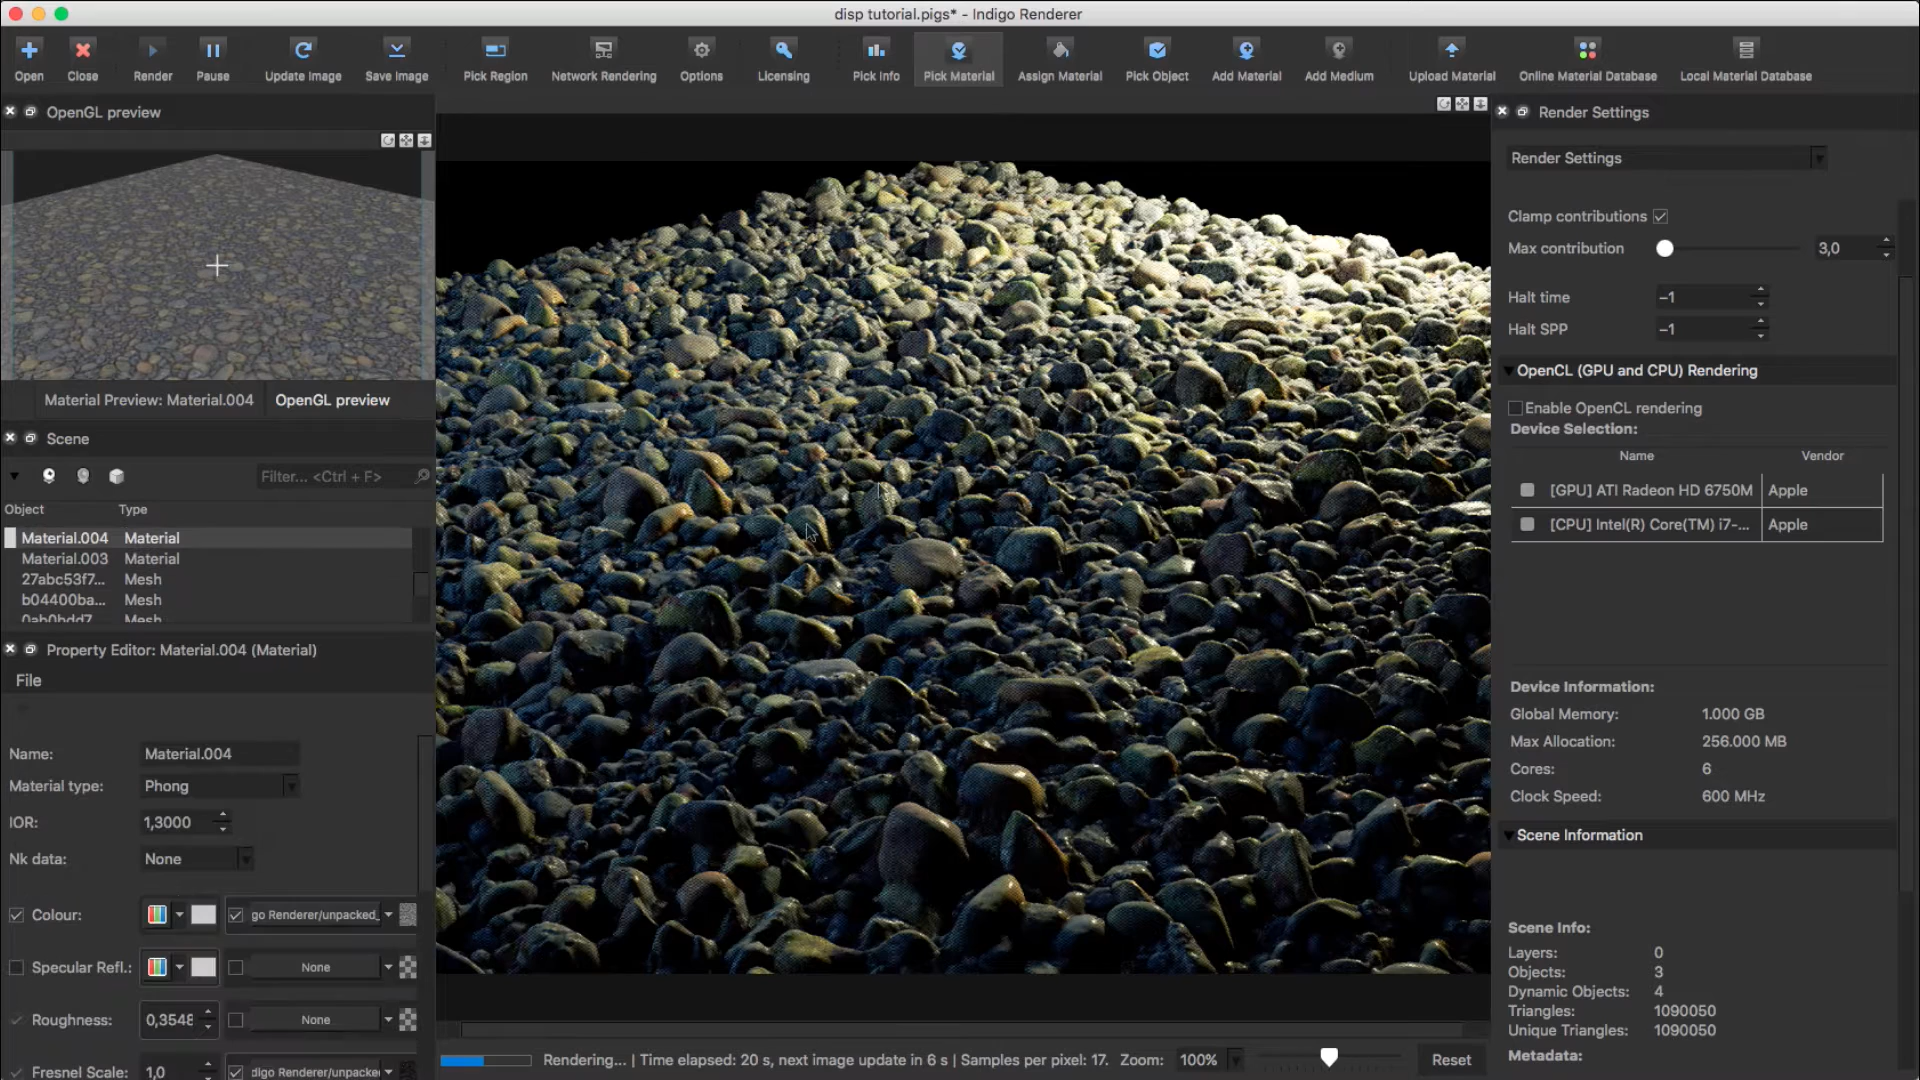 disp tutorial.pigs* - Indigo Renderer
Open Close Render Pause Update Image Save Image Pick Region Network Rendering Options Licensing Pick Info Pick Material Assign Material Pick Object Add Material Add Medium Upload Material Online Material Database Local Material Database
OpenGL preview
Material Preview: Material.004 OpenGL preview
Scene
Filter... <Ctrl + F>
Object Type
Material.004 Material
Material.003 Material
27abc53f7... Mesh
b04400ba... Mesh
0ab0bdd7 Mesh
Property Editor: Material.004 (Material)
File
Name: Material.004
Material type: Phong
IOR: 1,3000
Nk data: None
Colour: go Renderer/unpacked_
Specular Refl.: None
Roughness: 0,3548 None
Fresnel Scale: 1,0 digo Renderer/unpacked
Rendering... | Time elapsed: 20 s, next image update in 6 s | Samples per pixel: 17. Zoom: 100% Reset
Render Settings
Render Settings
Clamp contributions
Max contribution 3,0
Halt time -1
Halt SPP -1
OpenCL (GPU and CPU) Rendering
Enable OpenCL rendering
Device Selection:
Name Vendor
[GPU] ATI Radeon HD 6750M Apple
[CPU] Intel(R) Core(TM) i7-... Apple
Device Information:
Global Memory: 1.000 GB
Max Allocation: 256.000 MB
Cores: 6
Clock Speed: 600 MHz
Scene Information
Scene Info:
Layers: 0
Objects: 3
Dynamic Objects: 4
Triangles: 1090050
Unique Triangles: 1090050
Metadata: